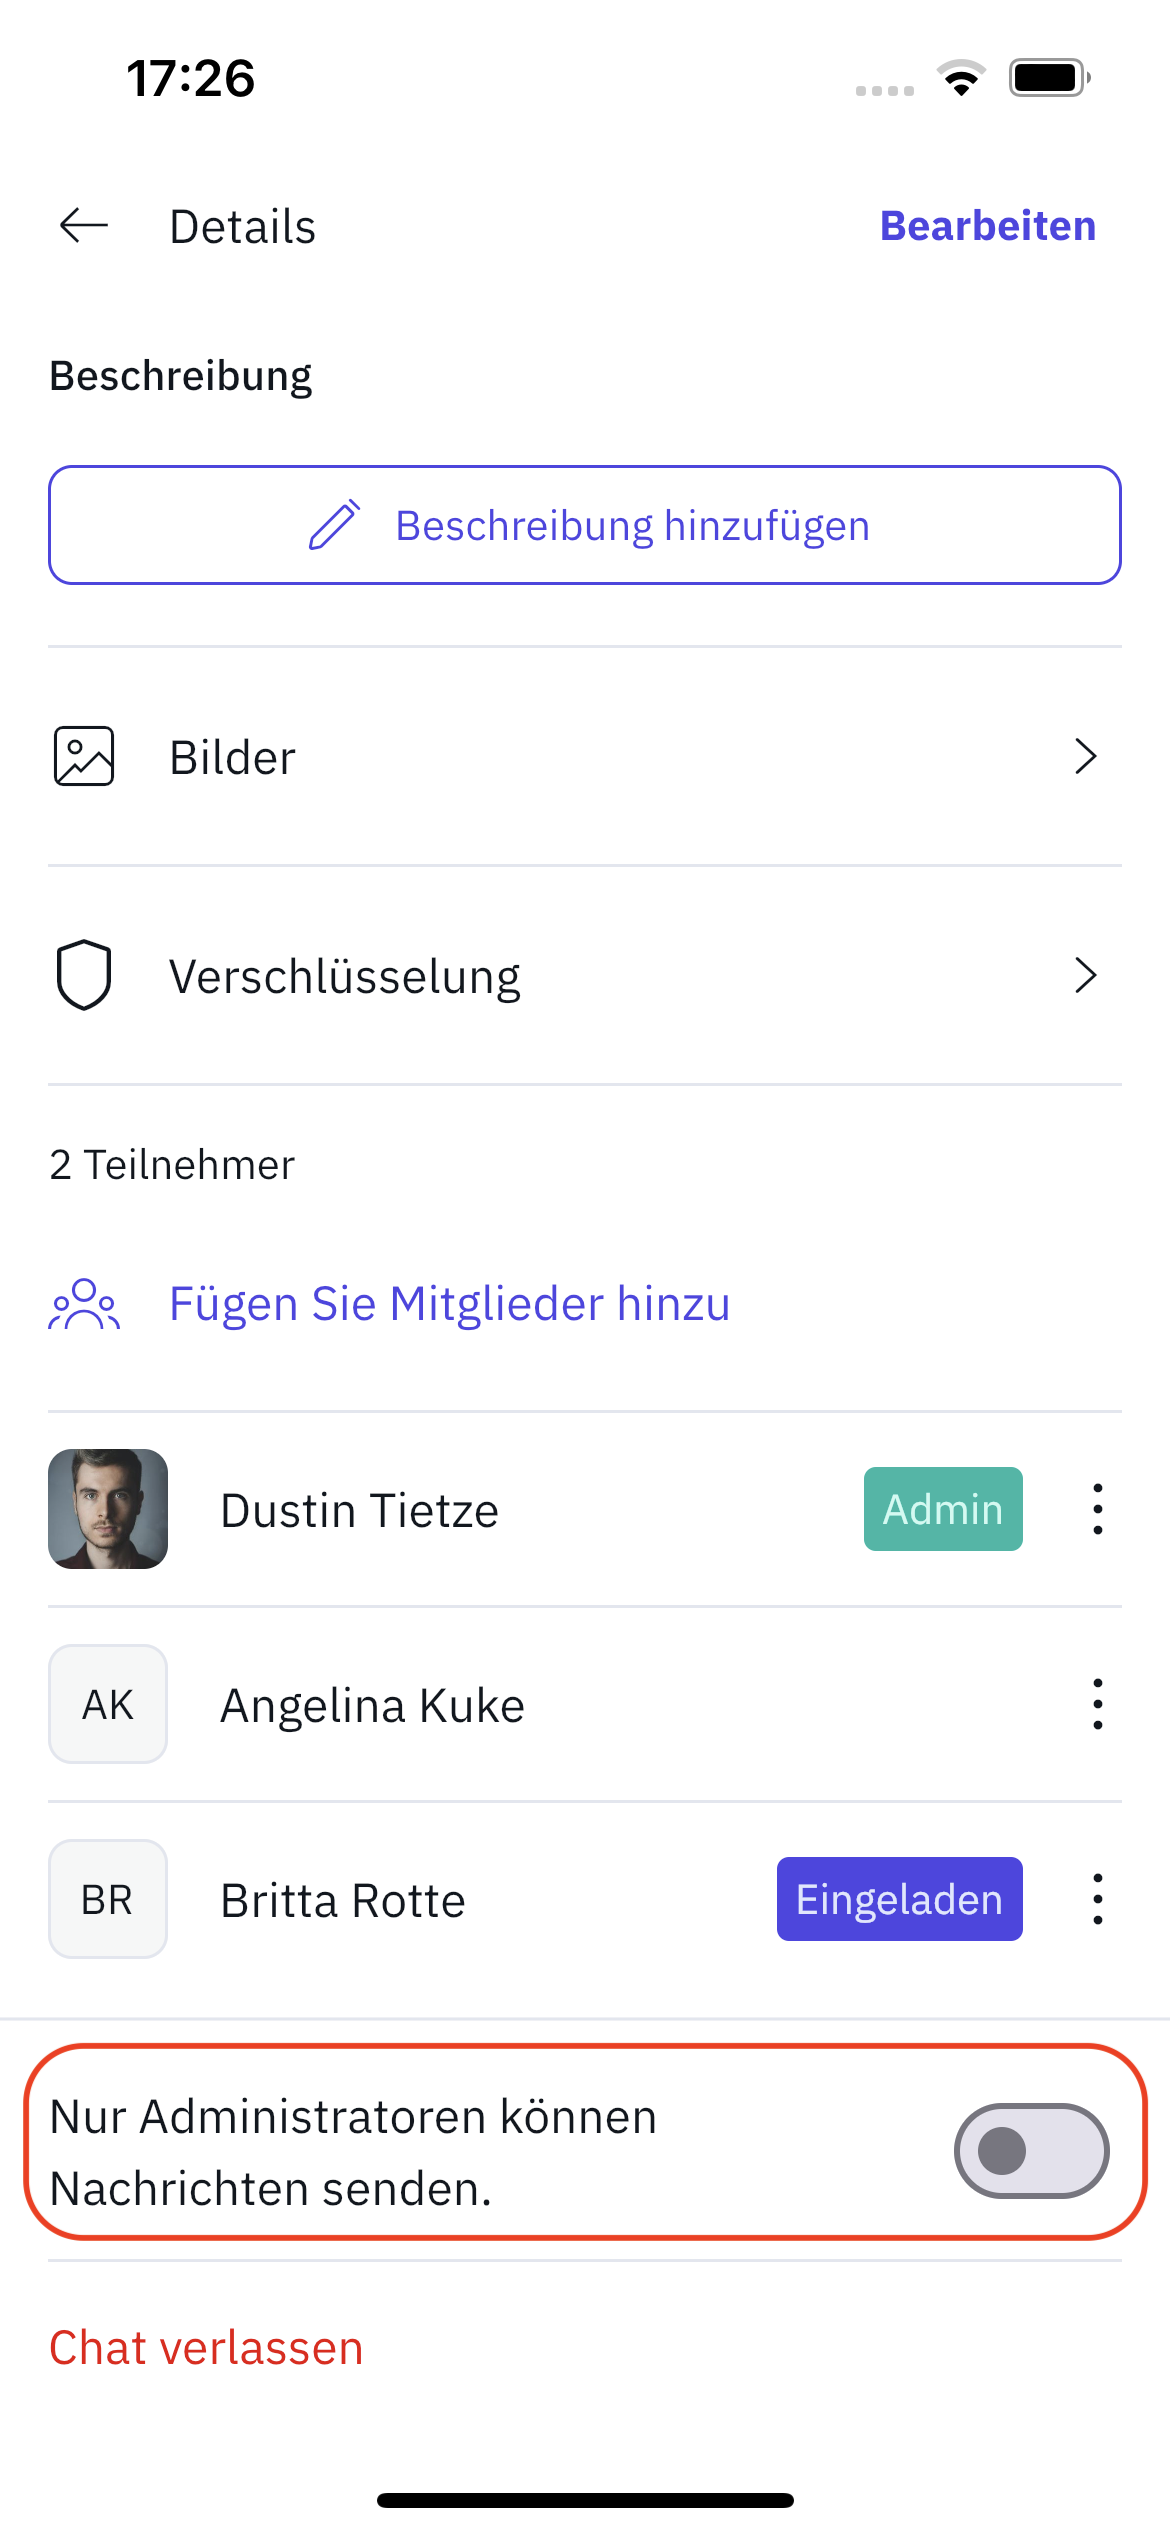 17:26
Details
Bearbeiten
Beschreibung
Beschreibung hinzufügen
Bilder
Verschlüsselung
2 Teilnehmer
Fügen Sie Mitglieder hinzu
Dustin Tietze
Admin
AK
Angelina Kuke
BR
Britta Rotte
Eingeladen
Nur Administratoren können
Nachrichten senden.
Chat verlassen